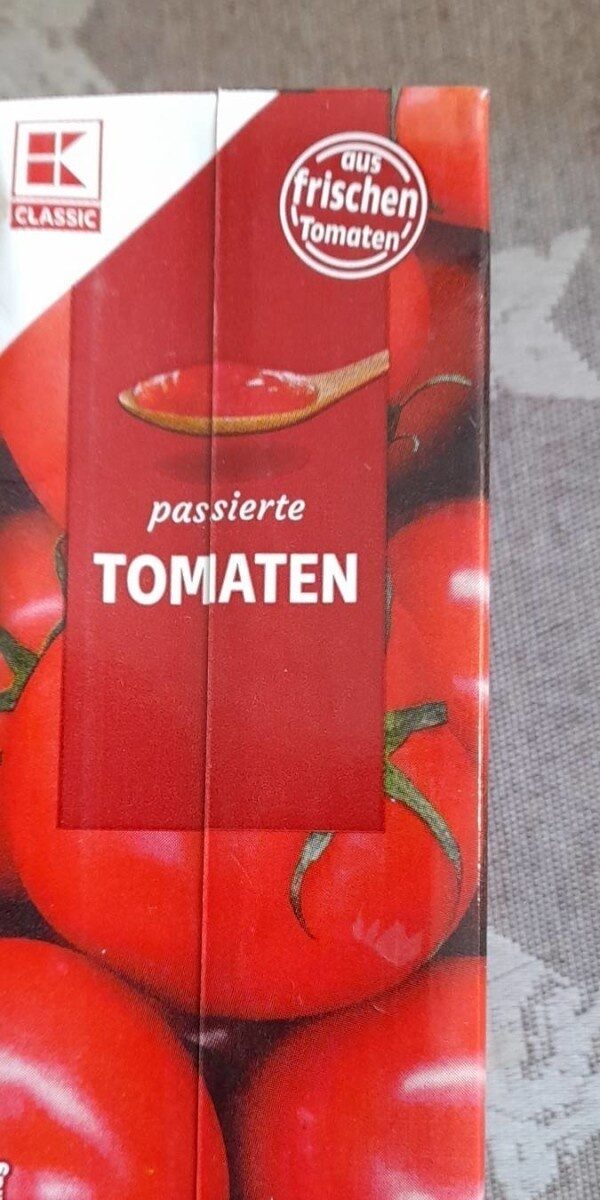 K
CLASSIC
aus
frischen
Tomaten
passierte
TOMATEN